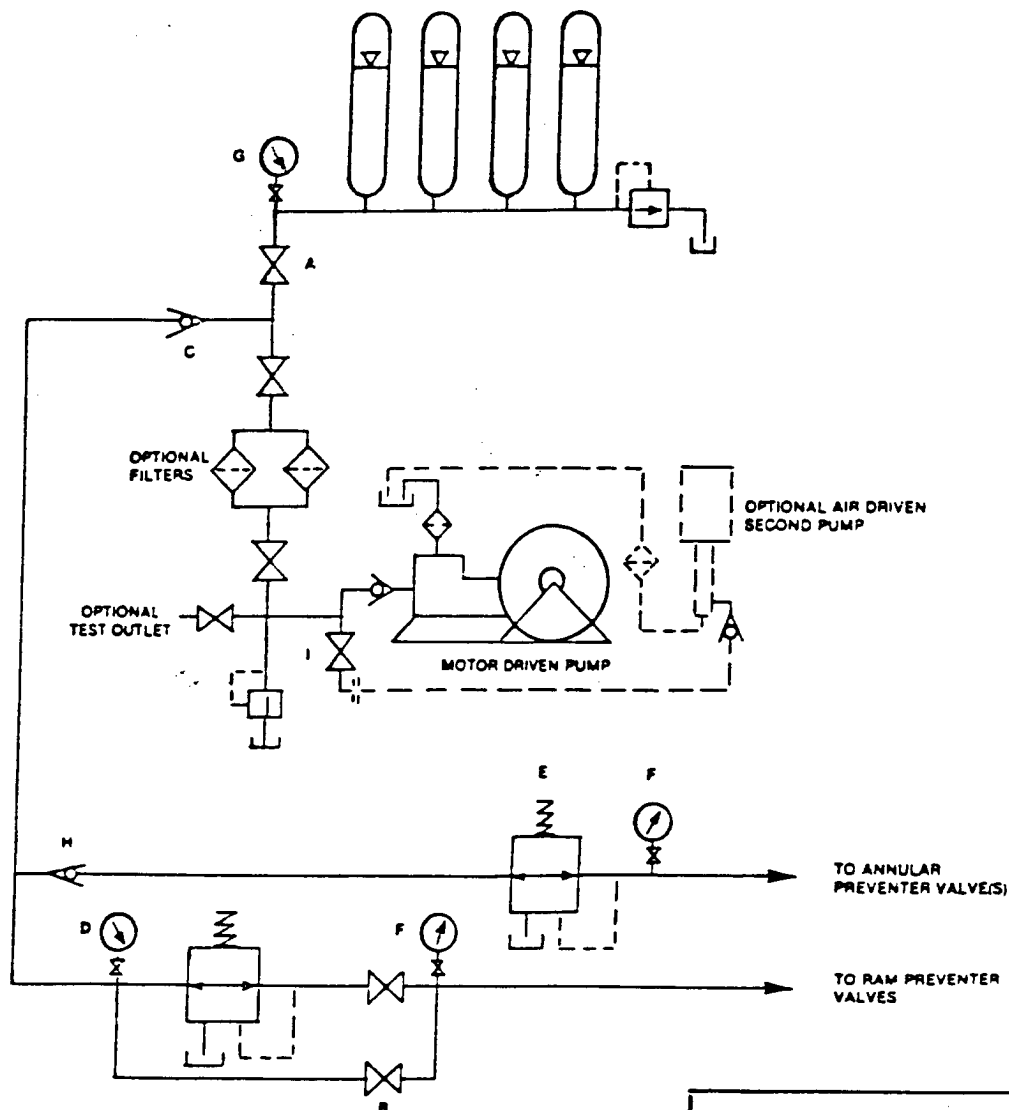 G
A
C
OPTIONAL
FILTERS
OPTIONAL AIR DRIVEN
SECOND PUMP
OPTIONAL
TEST OUTLET
I
MOTOR DRIVEN PUMP
E
F
H
TO ANNULAR
PREVENTER VALVE(S)
D
F
TO RAM PREVENTER
VALVES
B